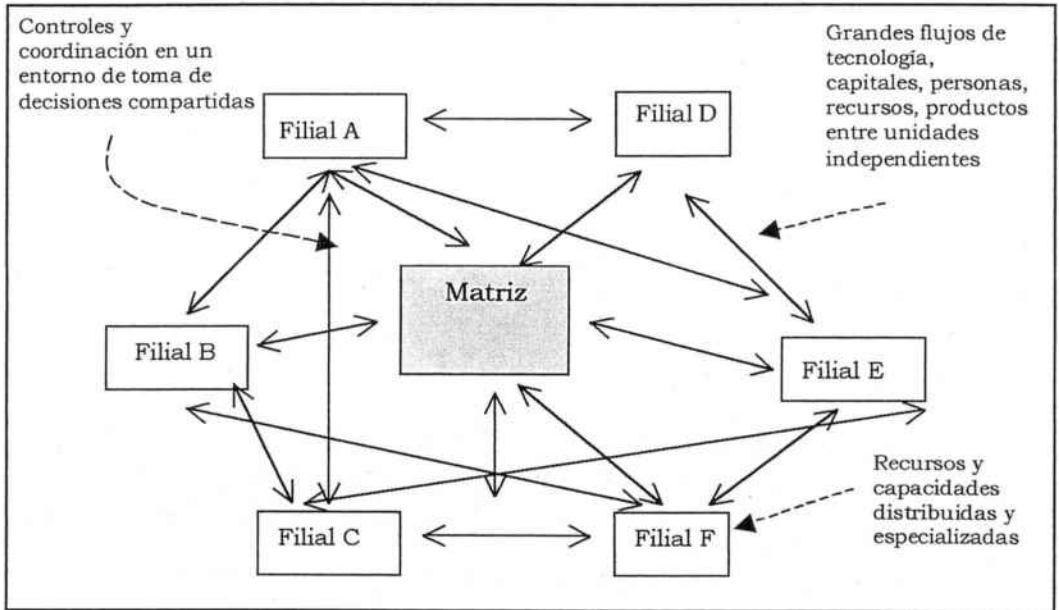 Controles y
coordinación en un
entorno de toma de
decisiones compartidas
Grandes flujos de
tecnología,
capitales, personas,
recursos, productos
entre unidades
independientes
Filial A
Filial D
Matriz
Filial B
Filial E
Recursos y
capacidades
distribuidas y
especializadas
Filial C
Filial F